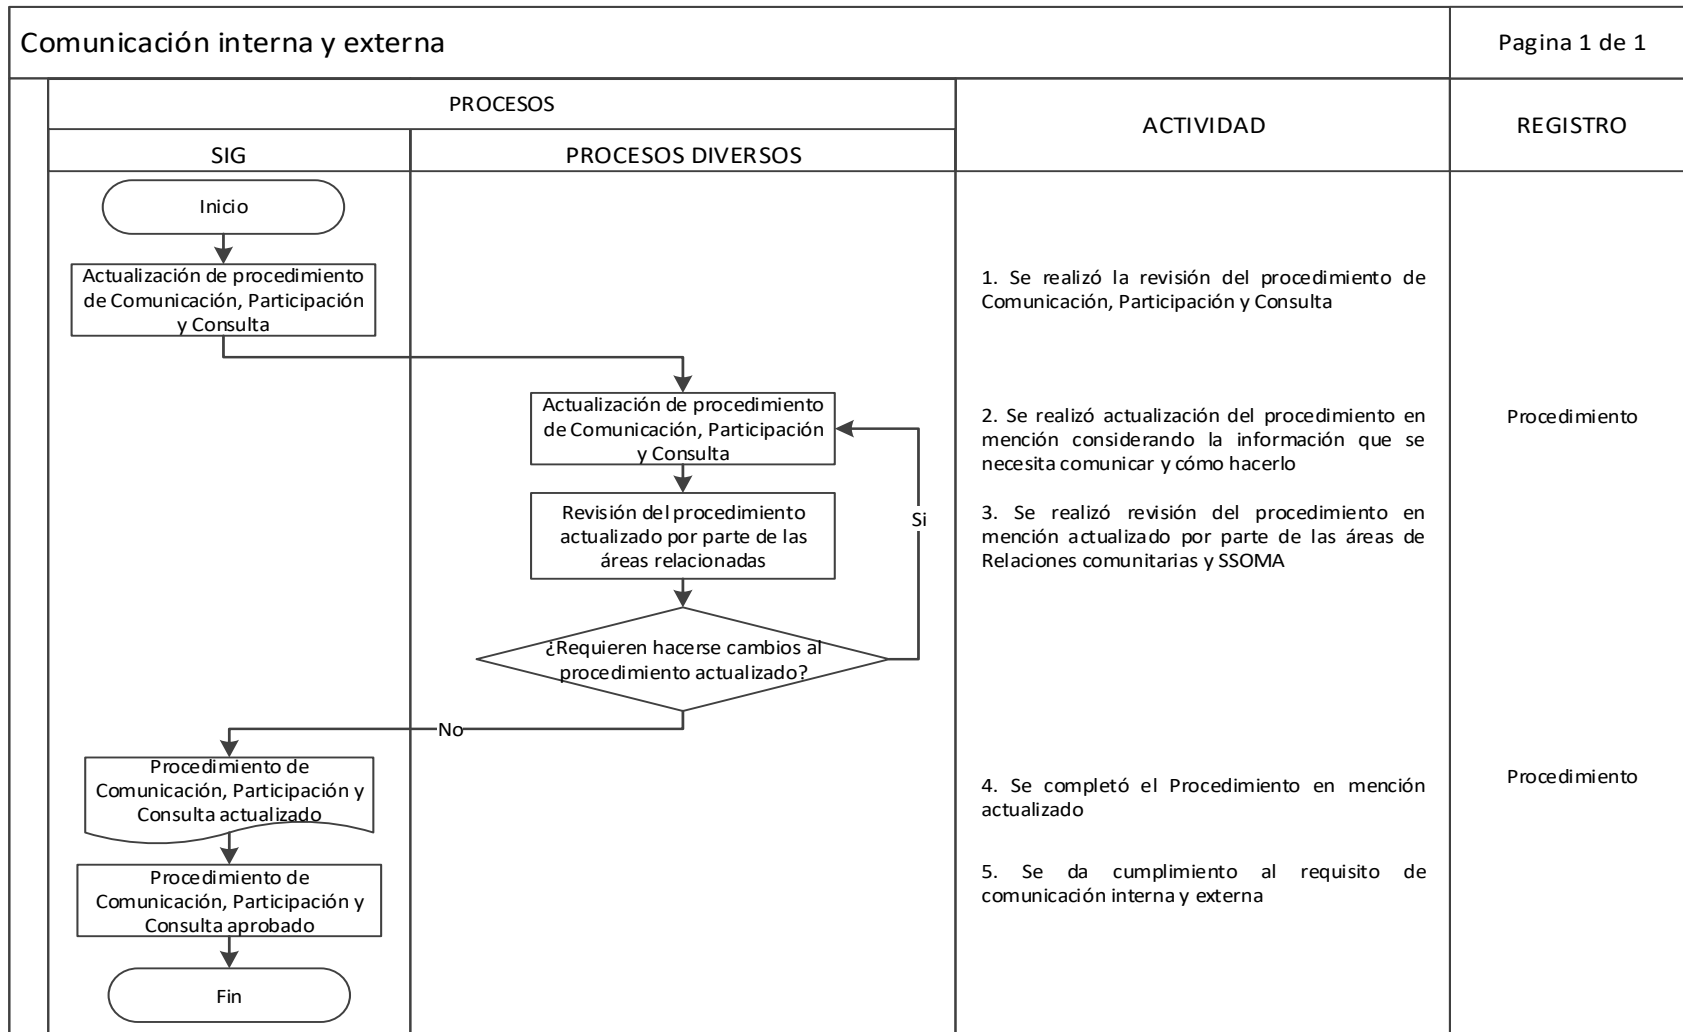 Comunicación interna y externa
Pagina 1 de 1
PROCESOS
ACTIVIDAD
REGISTRO
SIG
PROCESOS DIVERSOS
Inicio
Actualización de procedimiento
de Comunicación, Participación
y Consulta
1. Se realizó la revisión del procedimiento de
Comunicación, Participación y Consulta
Actualización de procedimiento
de Comunicación, Participación
y Consulta
2. Se realizó actualización del procedimiento en
mención considerando la información que se
necesita comunicar y cómo hacerlo
Procedimiento
Revisión del procedimiento
actualizado por parte de las
áreas relacionadas
Si
3. Se realizó revisión del procedimiento en
mención actualizado por parte de las áreas de
Relaciones comunitarias y SSOMA
¿Requieren hacerse cambios al
procedimiento actualizado?
No
Procedimiento de
Comunicación, Participación y
Consulta actualizado
4. Se completó el Procedimiento en mención
actualizado
Procedimiento
Procedimiento de
Comunicación, Participación y
Consulta aprobado
5. Se da cumplimiento al requisito de
comunicación interna y externa
Fin